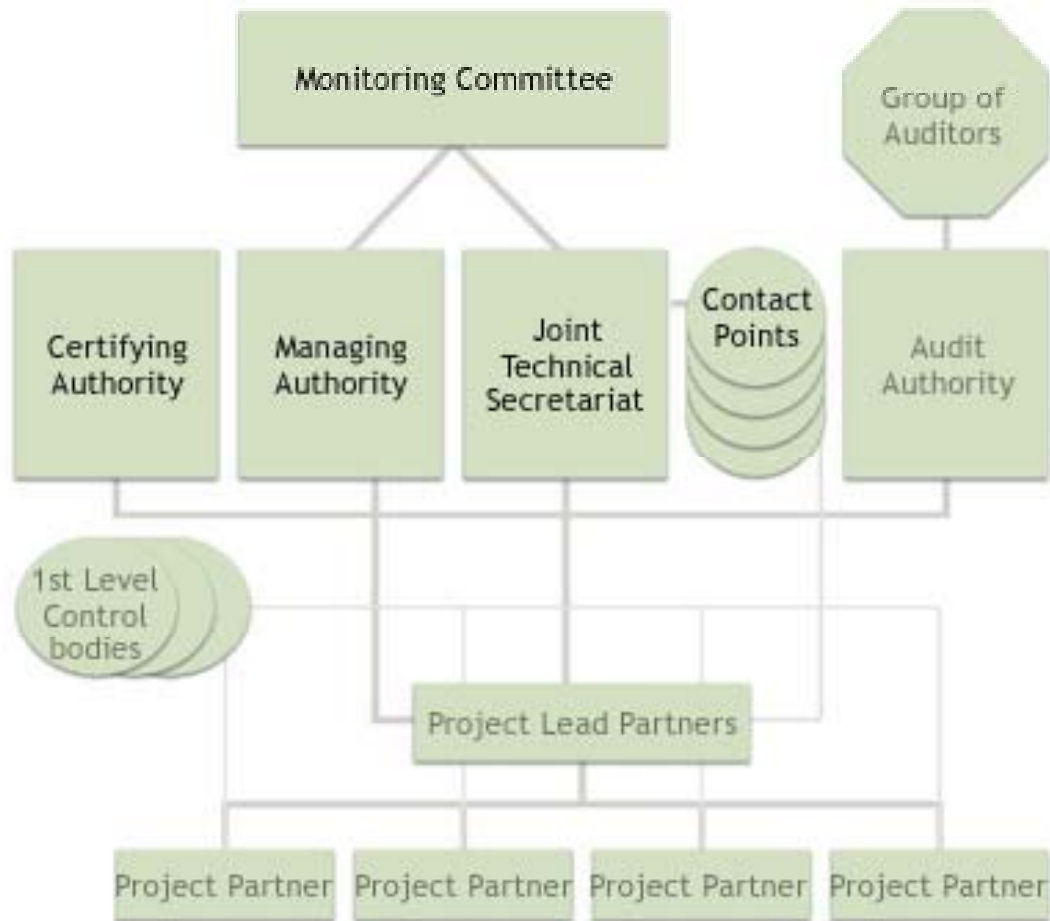 Monitoring Committee
Group of
Auditors
Certifying
Authority
Managing
Authority
Joint
Technical
Secretariat
Contact
Points
Audit
Authority
1st Level
Control
bodies
Project Lead Partners
Project Partner
Project Partner
Project Partner
Project Partner